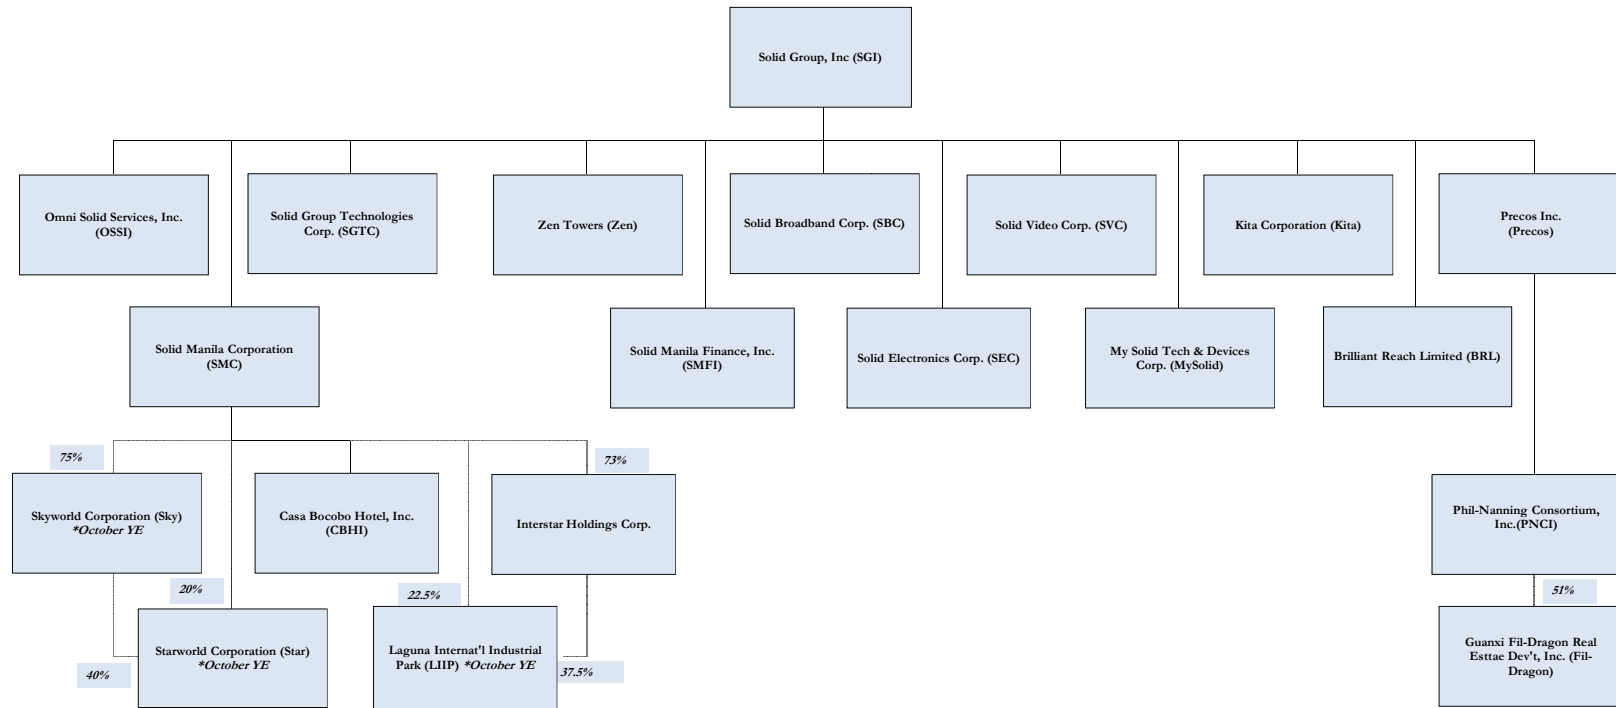 Solid Group, Inc (SGI)
Omni Solid Services, Inc.
(OSSI)
Solid Group Technologies
Corp. (SGTC)
Zen Towers (Zen)
Solid Broadband Corp. (SBC)
Solid Video Corp. (SVC)
Kita Corporation (Kita)
Precos Inc.
(Precos)
Solid Manila Corporation
(SMC)
Solid Manila Finance, Inc.
(SMFI)
Solid Electronics Corp. (SEC)
My Solid Tech & Devices
Corp. (MySolid)
Brilliant Reach Limited (BRL)
75%
73%
Skyworld Corporation (Sky)
*October YE
Casa Bocobo Hotel, Inc.
(CBHI)
Interstar Holdings Corp.
Phil-Nanning Consortium,
Inc.(PNCI)
20%
22.5%
51%
Starworld Corporation (Star)
*October YE
Laguna Internat'l Industrial
Park (LIIP) *October YE
Guanxi Fil-Dragon Real
Esttae Dev't, Inc. (Fil-
Dragon)
40%
37.5%